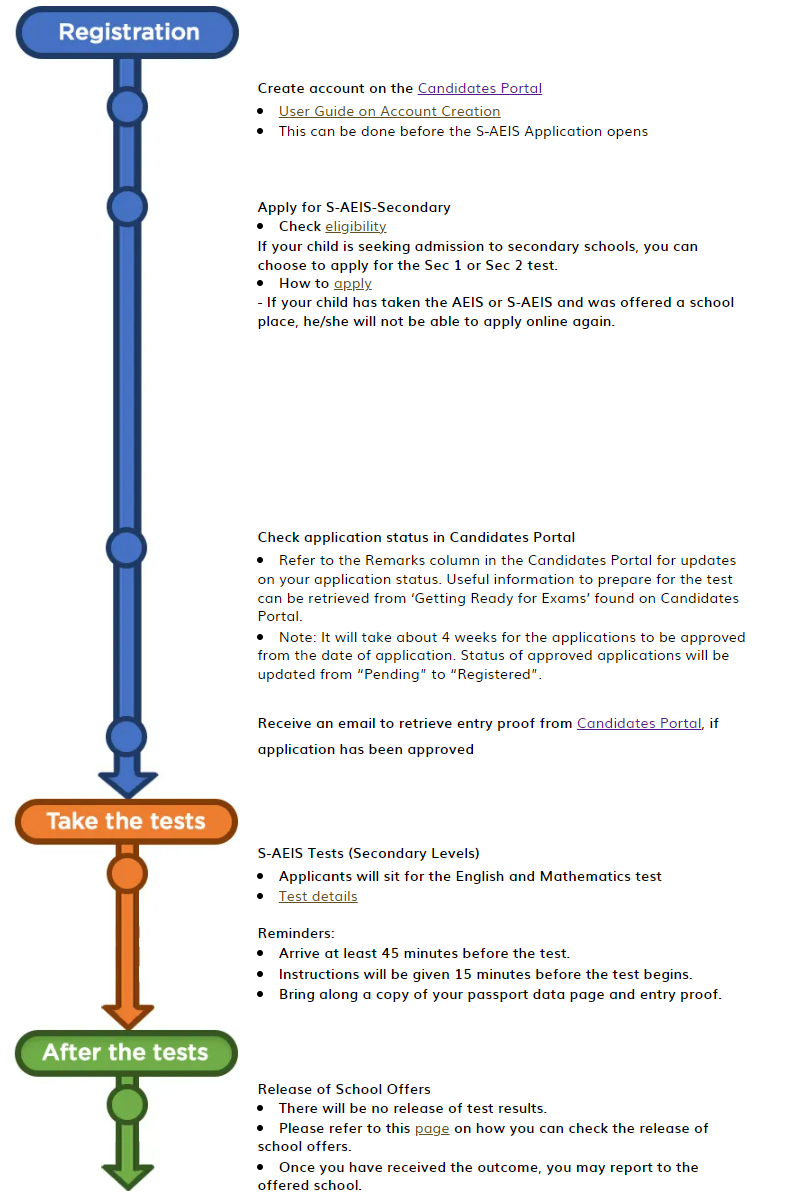 Registration
Create account on the Candidates Portal
• User Guide on Account Creation
• This can be done before the S-AEIS Application opens
Apply for S-AEIS-Secondary
• Check eligibility
If your child is seeking admission to secondary schools, you can
choose to apply for the Sec 1 or Sec 2 test.
• How to apply
- If your child has taken the AEIS or S-AEIS and was offered a school
place, he/she will not be able to apply online again.
Check application status in Candidates Portal
• Refer to the Remarks column in the Candidates Portal for updates
on your application status. Useful information to prepare for the test
can be retrieved from ‘Getting Ready for Exams’ found on Candidates
Portal.
• Note: It will take about 4 weeks for the applications to be approved
from the date of application. Status of approved applications will be
updated from “Pending” to “Registered”.
Receive an email to retrieve entry proof from Candidates Portal, if
application has been approved
Take the tests
S-AEIS Tests (Secondary Levels)
• Applicants will sit for the English and Mathematics test
• Test details
Reminders:
• Arrive at least 45 minutes before the test.
• Instructions will be given 15 minutes before the test begins.
• Bring along a copy of your passport data page and entry proof.
After the tests
Release of School Offers
• There will be no release of test results.
• Please refer to this page on how you can check the release of
school offers.
• Once you have received the outcome, you may report to the
offered school.